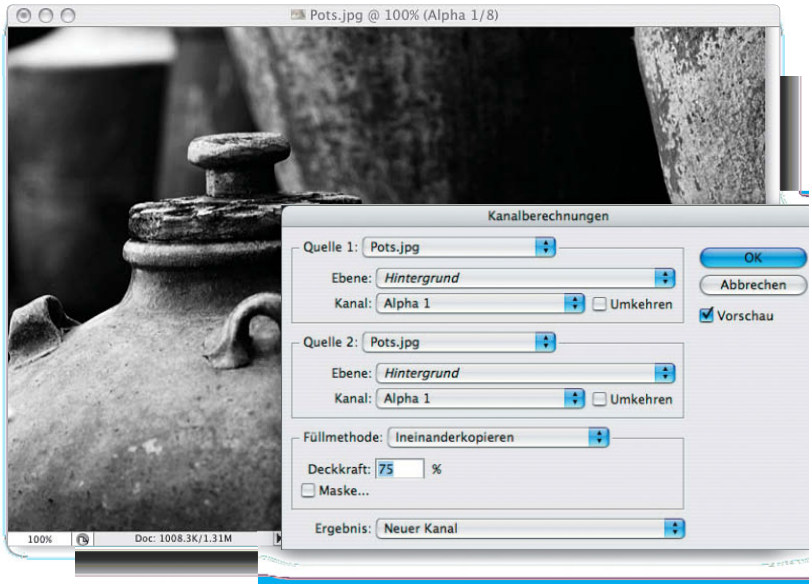 Pots.jpg @ 100% (Alpha 1/8)
Kanalberechnungen
Quelle 1: Pots.jpg
Ebene: Hintergrund
Kanal: Alpha 1 Umkehren
OK
Abbrechen
Vorschau
Quelle 2: Pots.jpg
Ebene: Hintergrund
Kanal: Alpha 1 Umkehren
Füllmethode: Ineinanderkopieren
Deckkraft: 75 %
Maske...
Ergebnis: Neuer Kanal
100% Doc: 1008.3K/1.31M